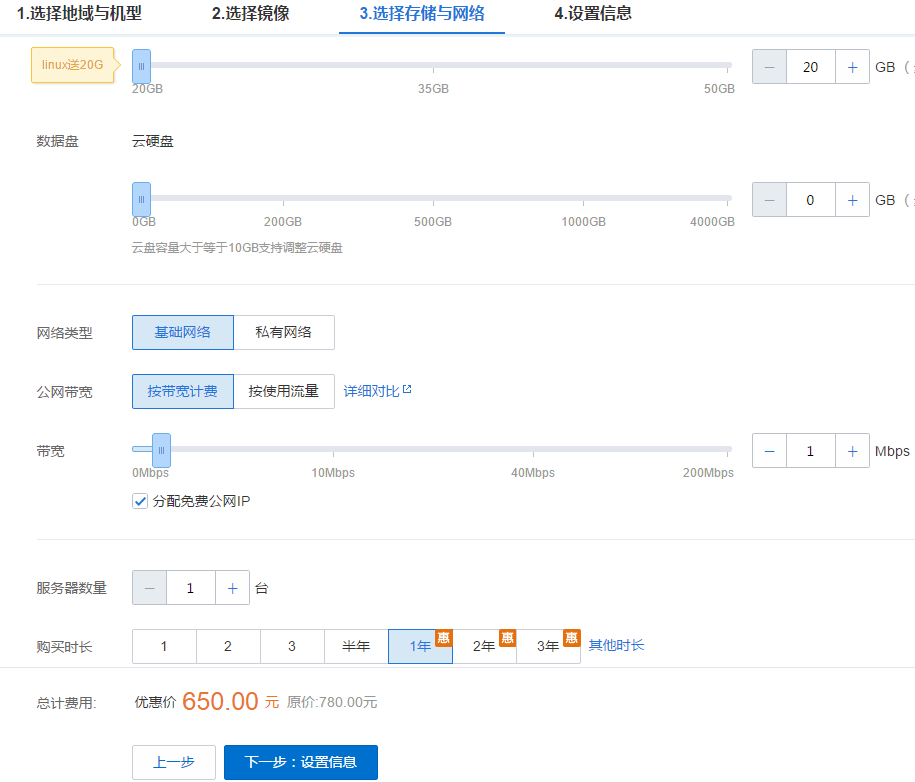 1.选择地域与机型 2.选择镜像 3.选择存储与网络 4.设置信息
linux送20G − 20 + GB（
20GB 35GB 50GB
数据盘 云硬盘
− 0 + GB（
0GB 200GB 500GB 1000GB 4000GB
云盘容量大于等于10GB支持调整云硬盘
网络类型 基础网络 私有网络
公网带宽 按带宽计费 按使用流量 详细对比
带宽 − 1 + Mbps
0Mbps 10Mbps 40Mbps 200Mbps
分配免费公网IP
服务器数量 − 1 + 台
购买时长 1 2 3 半年 1年 惠 2年 惠 3年 惠 其他时长
总计费用: 优惠价 650.00 元 原价:780.00元
上一步 下一步：设置信息